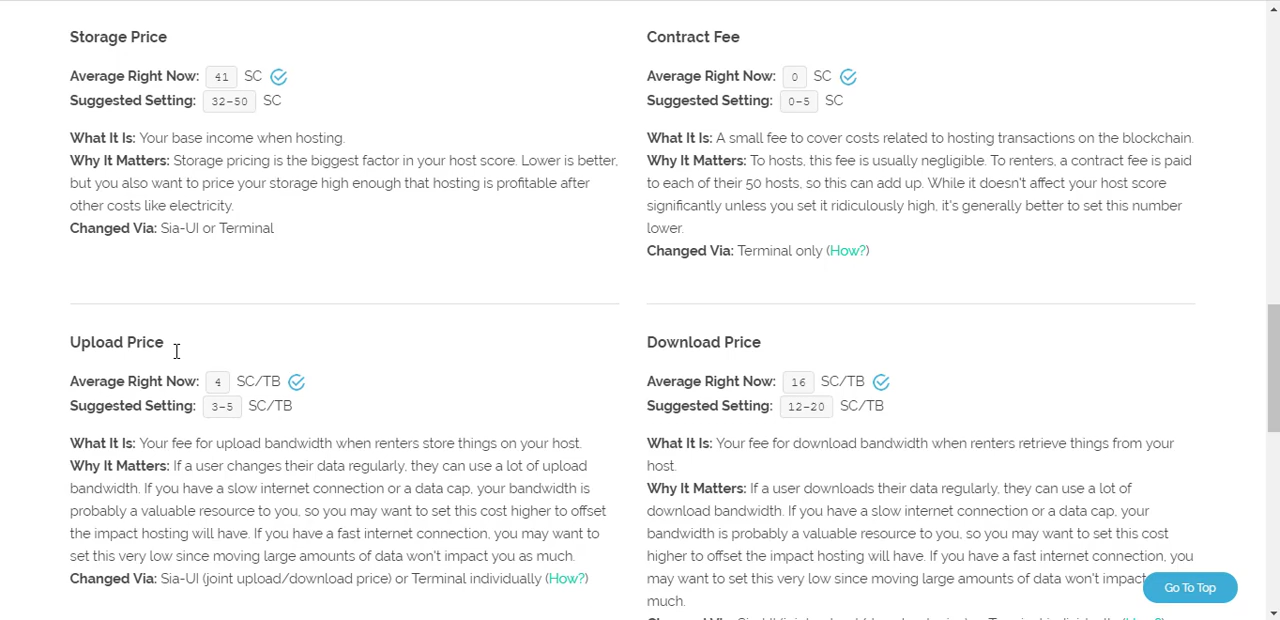 Storage Price
Average Right Now: 41 SC
Suggested Setting: 32-50 SC
What It Is: Your base income when hosting.
Why It Matters: Storage pricing is the biggest factor in your host score. Lower is better,
but you also want to price your storage high enough that hosting is profitable after
other costs like electricity.
Changed Via: Sia-UI or Terminal
Contract Fee
Average Right Now: 0 SC
Suggested Setting: 0-5 SC
What It Is: A small fee to cover costs related to hosting transactions on the blockchain.
Why It Matters: To hosts, this fee is usually negligible. To renters, a contract fee is paid
to each of their 50 hosts, so this can add up. While it doesn't affect your host score
significantly unless you set it ridiculously high, it's generally better to set this number
lower.
Changed Via: Terminal only (How?)
Upload Price
Average Right Now: 4 SC/TB
Suggested Setting: 3-5 SC/TB
What It Is: Your fee for upload bandwidth when renters store things on your host.
Why It Matters: If a user changes their data regularly, they can use a lot of upload
bandwidth. If you have a slow internet connection or a data cap, your bandwidth is
probably a valuable resource to you, so you may want to set this cost higher to offset
the impact hosting will have. If you have a fast internet connection, you may want to
set this very low since moving large amounts of data won't impact you as much.
Changed Via: Sia-UI (joint upload/download price) or Terminal individually (How?)
Download Price
Average Right Now: 16 SC/TB
Suggested Setting: 12-20 SC/TB
What It Is: Your fee for download bandwidth when renters retrieve things from your
host.
Why It Matters: If a user downloads their data regularly, they can use a lot of
download bandwidth. If you have a slow internet connection or a data cap, your
bandwidth is probably a valuable resource to you, so you may want to set this cost
higher to offset the impact hosting will have. If you have a fast internet connection, you
may want to set this very low since moving large amounts of data won't impact
much.
Go To Top